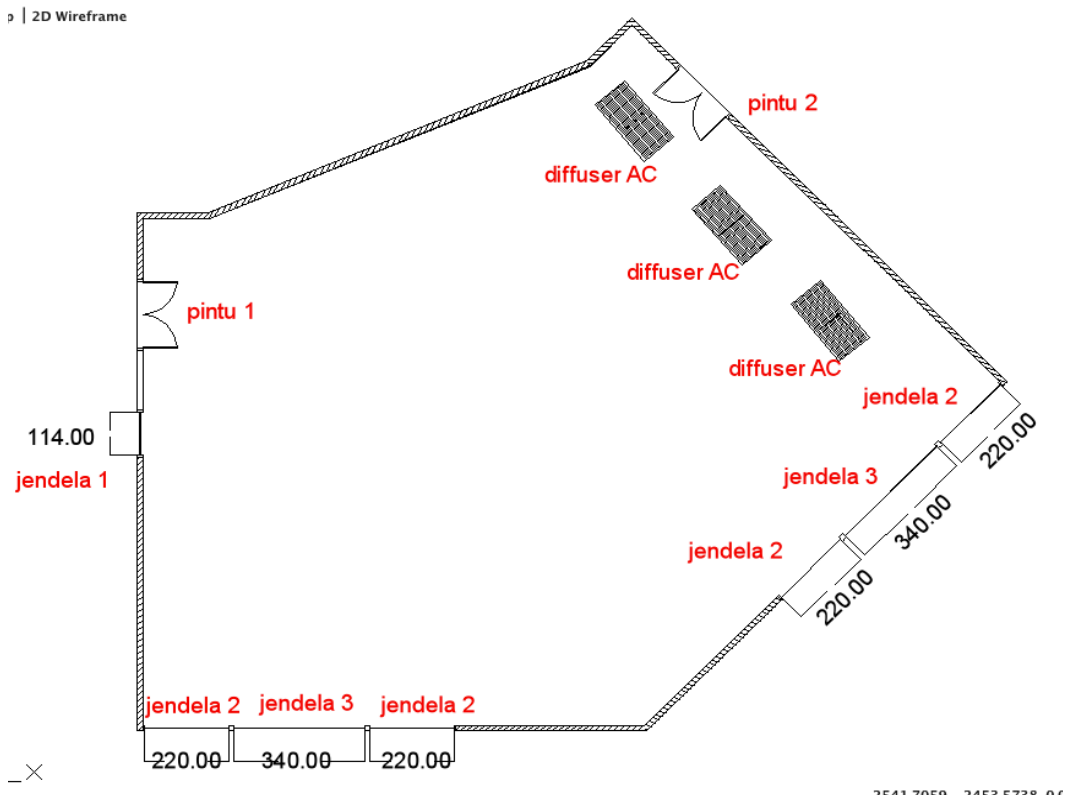 2D Wireframe
pintu 2
diffuser AC
diffuser AC
pintu 1
diffuser AC
jendela 2
114.00
220.00
jendela 1
jendela 3
340.00
jendela 2
220.00
jendela 2
jendela 3
jendela 2
220.00
340.00
220.00